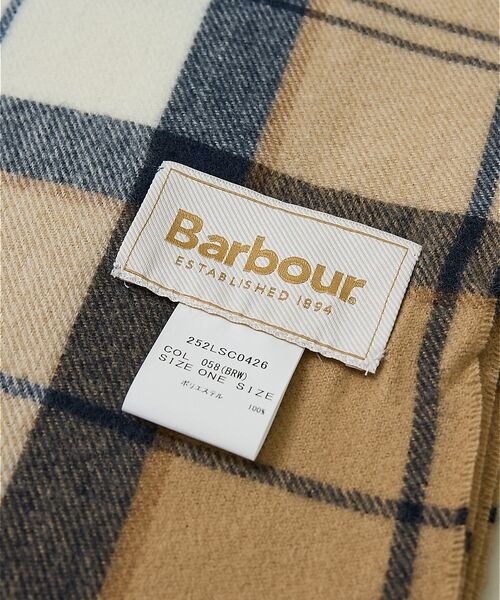 Barbour
ESTABLISHED 1894
252LSC0426
COL 058(BRW)
SIZE ONE SIZE
ポリエステル 100%